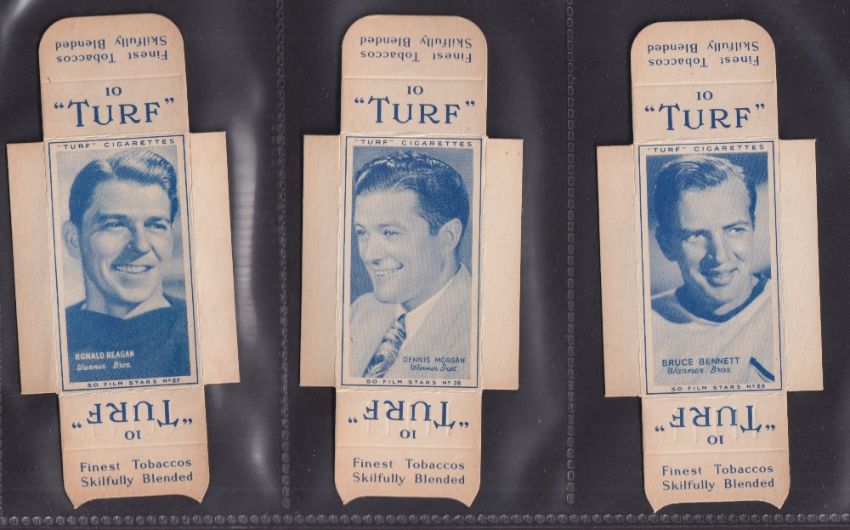 Finest Tobaccos
Skilfully Blended
10
"TURF"
"TURF" CIGARETTES
RONALD REAGAN
Warner Bros.
50 FILM STARS Nº 27
"TURF"
10
Finest Tobaccos
Skilfully Blended
Finest Tobaccos
Skilfully Blended
10
"TURF"
"TURF" CIGARETTES
DENNIS MORGAN
Warner Bros.
50 FILM STARS Nº 28
"TURF"
10
Finest Tobaccos
Skilfully Blended
Finest Tobaccos
Skilfully Blended
10
"TURF"
"TURF" CIGARETTES
BRUCE BENNETT
Warner Bros.
50 FILM STARS Nº 29
"TURF"
10
Finest Tobaccos
Skilfully Blended